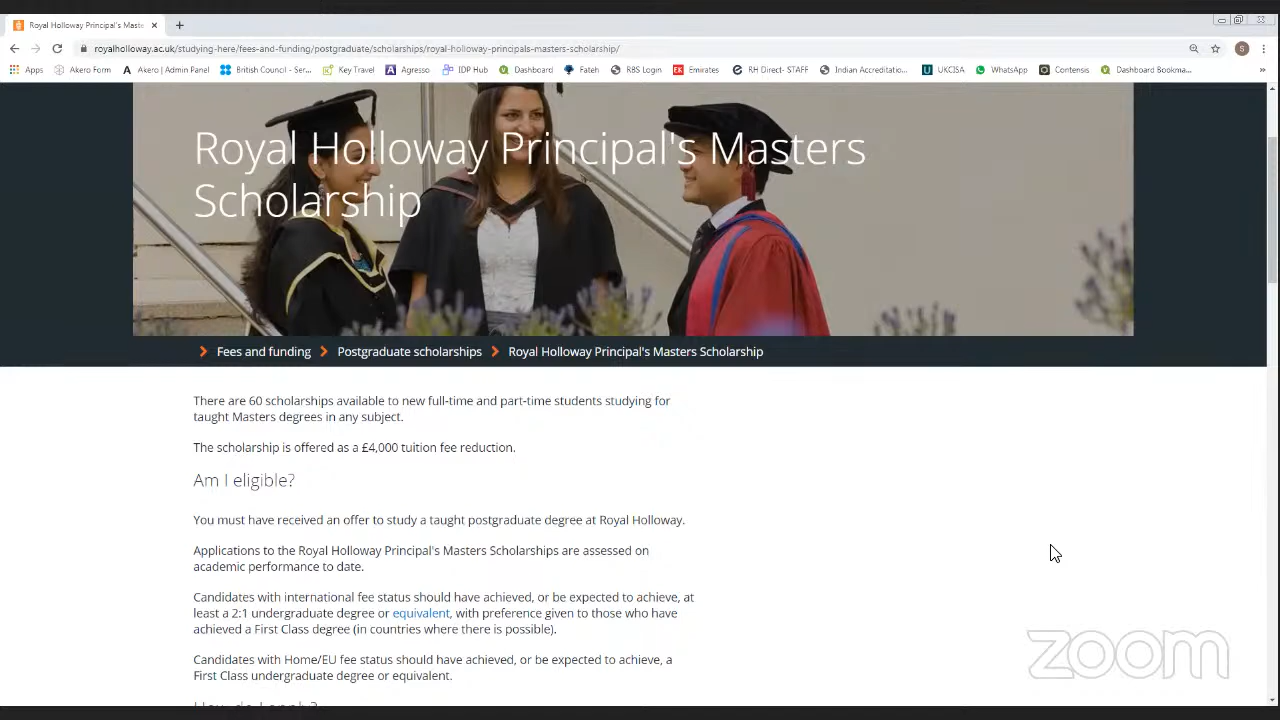 Royal Holloway Principal's Maste
royalholloway.ac.uk/studying-here/fees-and-funding/postgraduate/scholarships/royal-holloway-principals-masters-scholarship/
S
Apps Akero Form Akero | Admin Panel British Council - Ser... Key Travel Agresso IDP Hub Dashboard Fateh RBS Login EK Emirates RH Direct- STAFF Indian Accreditatio... UKCISA WhatsApp Contensis Dashboard Bookma...
Royal Holloway Principal's Masters
Scholarship
Fees and funding Postgraduate scholarships Royal Holloway Principal's Masters Scholarship
There are 60 scholarships available to new full-time and part-time students studying for
taught Masters degrees in any subject.
The scholarship is offered as a £4,000 tuition fee reduction.
Am I eligible?
You must have received an offer to study a taught postgraduate degree at Royal Holloway.
Applications to the Royal Holloway Principal's Masters Scholarships are assessed on
academic performance to date.
Candidates with international fee status should have achieved, or be expected to achieve, at
least a 2:1 undergraduate degree or equivalent, with preference given to those who have
achieved a First Class degree (in countries where there is possible).
Candidates with Home/EU fee status should have achieved, or be expected to achieve, a
First Class undergraduate degree or equivalent.
How do I apply?
zoom